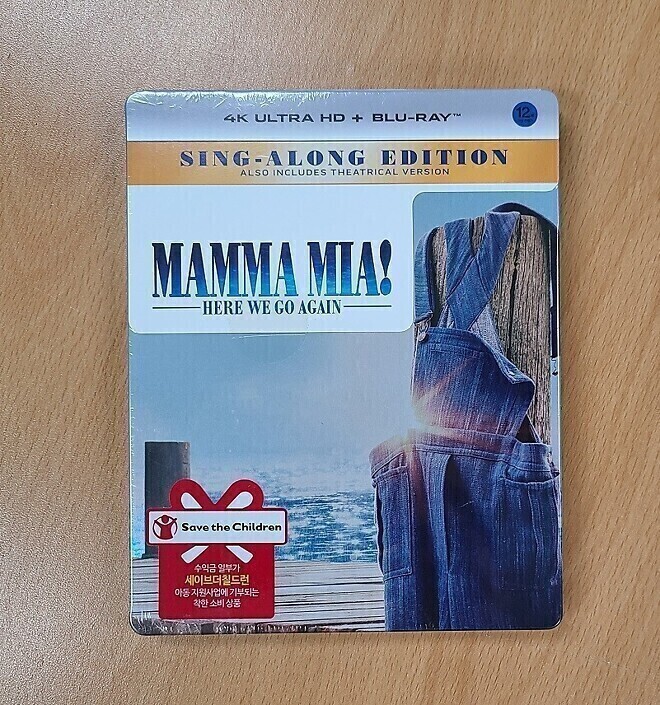 4K ULTRA HD + BLU-RAY™
12
SING-ALONG EDITION
ALSO INCLUDES THEATRICAL VERSION
MAMMA MIA!
HERE WE GO AGAIN
Save the Children
수익금 일부가
세이브더칠드런
아동 지원사업에 기부되는
착한 소비 상품